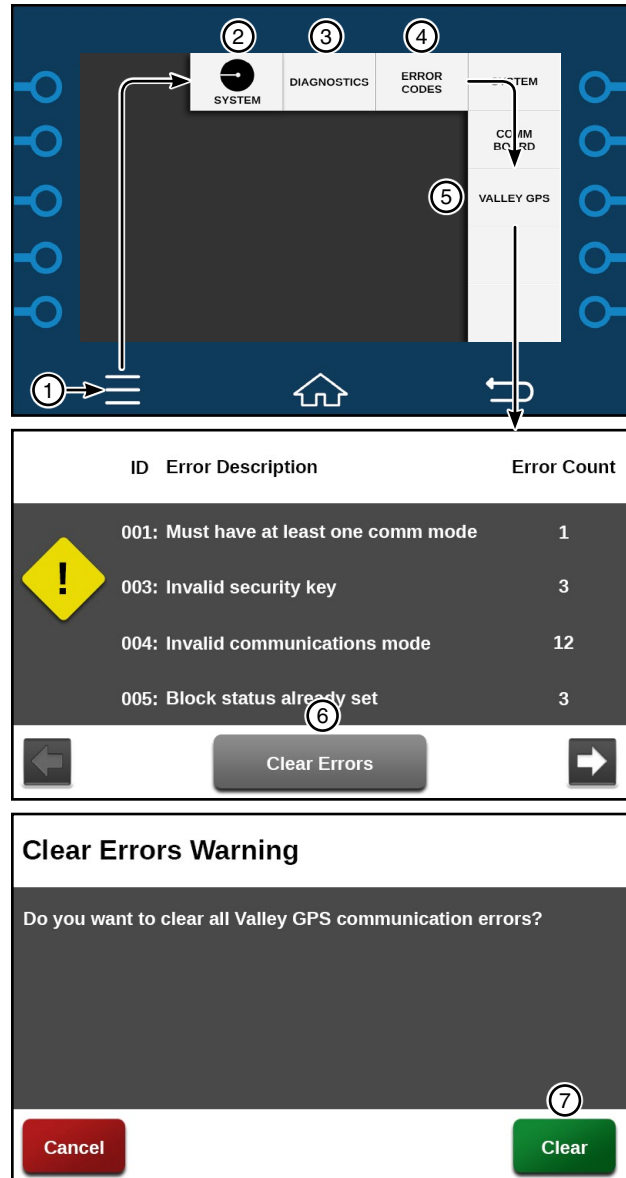 2
3
4
SYSTEM
DIAGNOSTICS
ERROR
CODES
SYSTEM
COMM
BOARD
5
VALLEY GPS
1
ID Error Description Error Count
001: Must have at least one comm mode 1
!
003: Invalid security key 3
004: Invalid communications mode 12
005: Block status already set 3
6
Clear Errors
Clear Errors Warning
Do you want to clear all Valley GPS communication errors?
7
Cancel
Clear